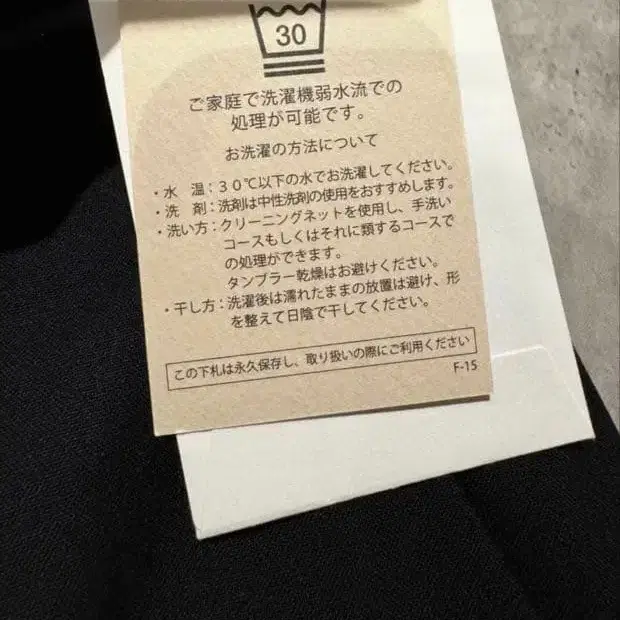 30
ご家庭で洗濯機弱水流での
処理が可能です。
お洗濯の方法について
・水　温：３０℃以下の水でお洗濯してください。
・洗　剤：洗剤は中性洗剤の使用をおすすめします。
・洗い方：クリーニングネットを使用し、手洗い
コースもしくはそれに類するコースで
の処理ができます。
タンブラー乾燥はお避けください。
・干し方：洗濯後は濡れたままの放置は避け、形
を整えて日陰で干してください。
この下札は永久保存し、取り扱いの際にご利用ください
F-15